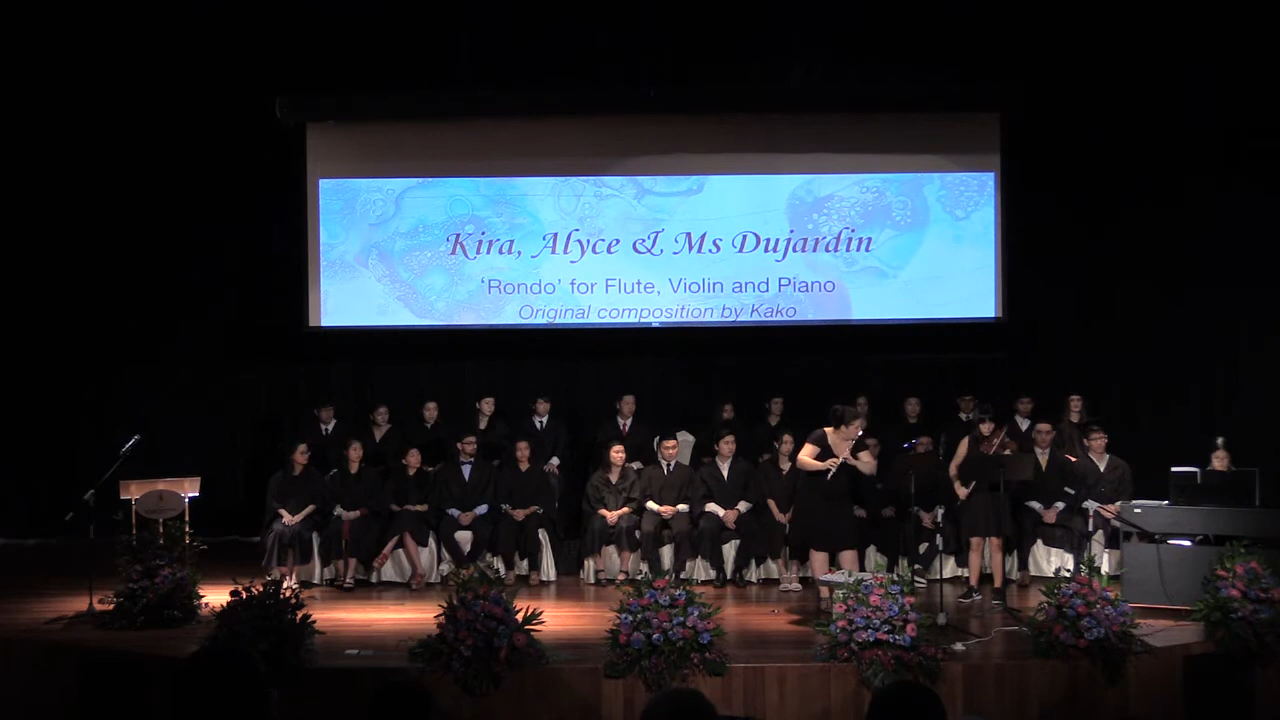 Kira, Alyce & Ms Dujardin
‘Rondo’ for Flute, Violin and Piano
Original composition by Kako